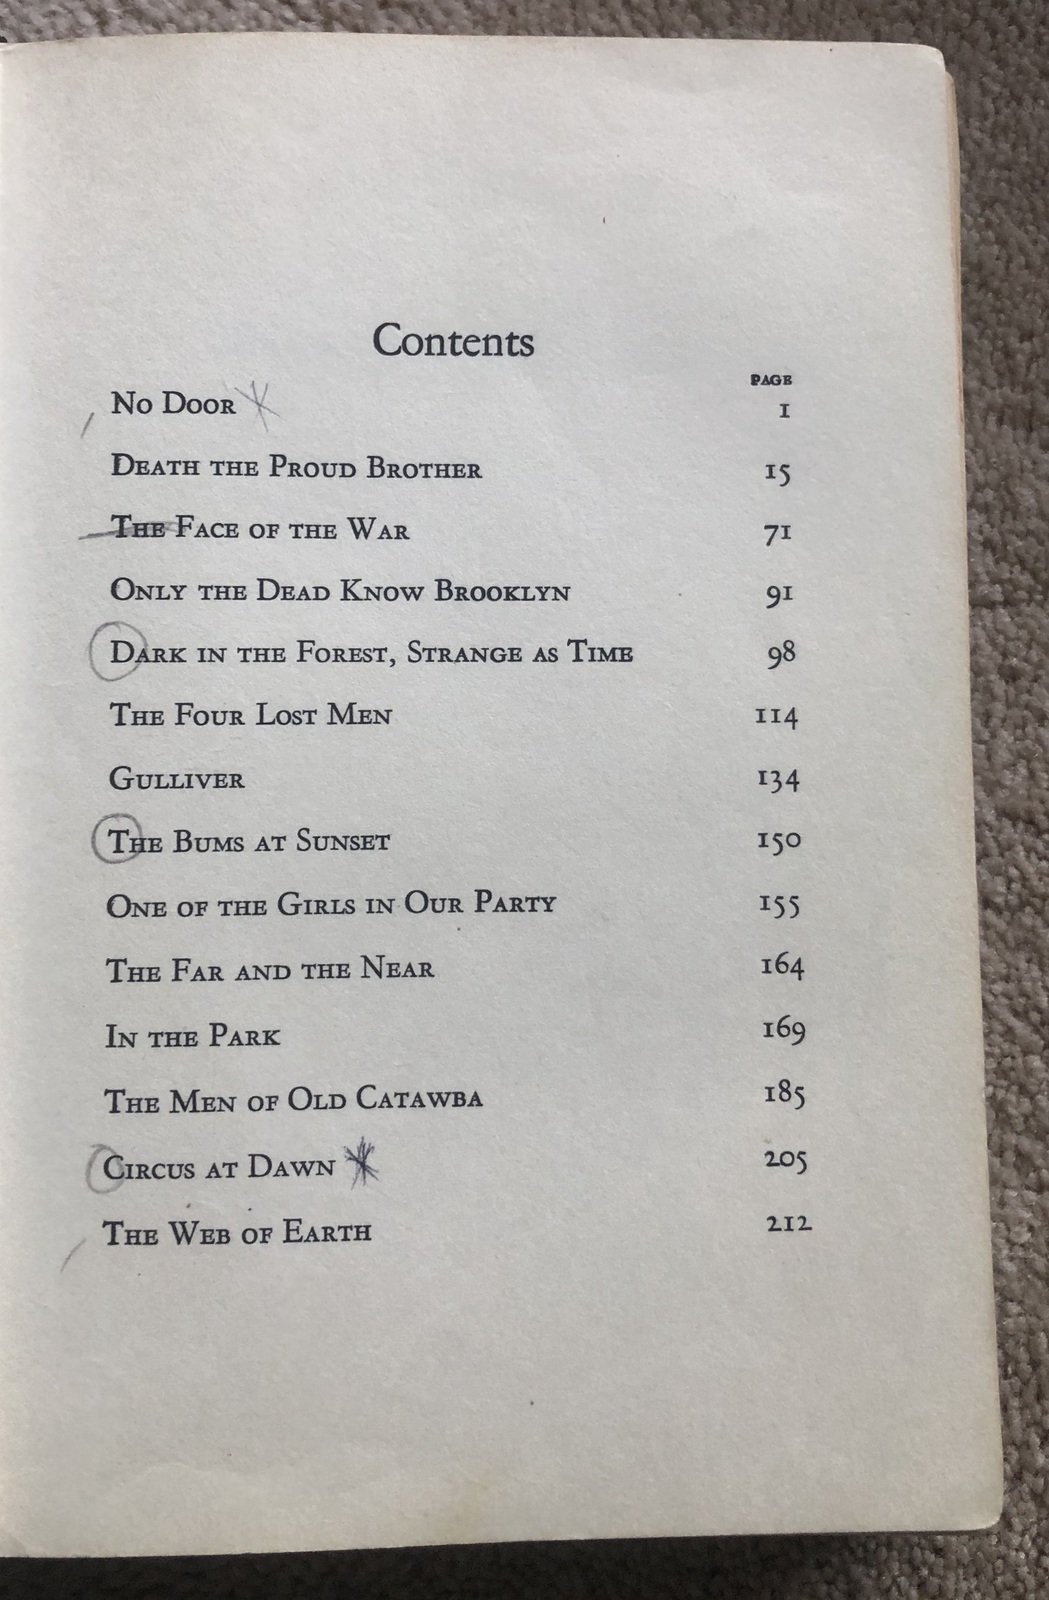 Contents
PAGE
No Door 1
Death the Proud Brother 15
The Face of the War 71
Only the Dead Know Brooklyn 91
Dark in the Forest, Strange as Time 98
The Four Lost Men 114
Gulliver 134
The Bums at Sunset 150
One of the Girls in Our Party 155
The Far and the Near 164
In the Park 169
The Men of Old Catawba 185
Circus at Dawn 205
The Web of Earth 212